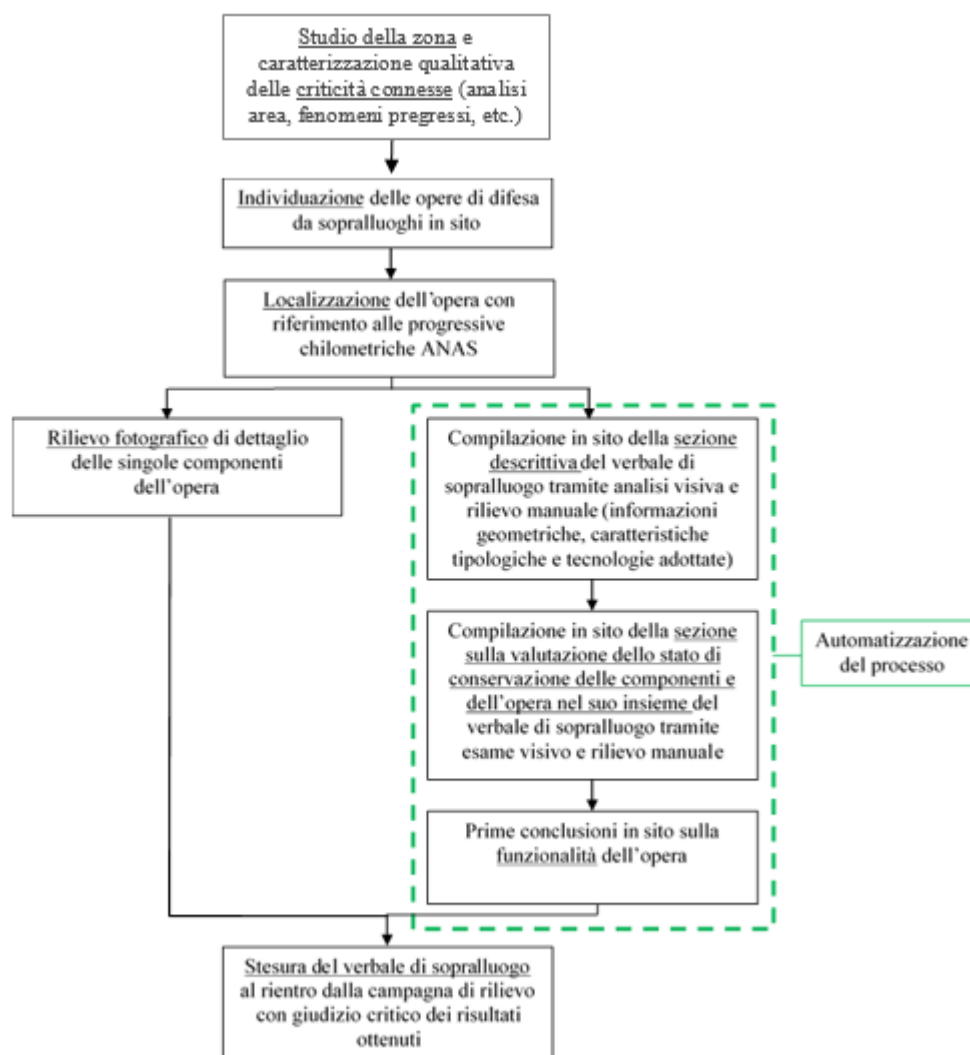 Studio della zona e
caratterizzazione qualitativa
delle criticità connesse (analisi
area, fenomeni pregressi, etc.)
Individuazione delle opere di difesa
da sopralluoghi in sito
Localizzazione dell'opera con
riferimento alle progressive
chilometriche ANAS
Rilievo fotografico di dettaglio
delle singole componenti
dell'opera
Compilazione in sito della sezione
descrittiva del verbale di
sopralluogo tramite analisi visiva e
rilievo manuale (informazioni
geometriche, caratteristiche
tipologiche e tecnologie adottate)
Compilazione in sito della sezione
sulla valutazione dello stato di
conservazione delle componenti e
dell'opera nel suo insieme del
verbale di sopralluogo tramite
esame visivo e rilievo manuale
Automatizzazione
del processo
Prime conclusioni in sito sulla
funzionalità dell'opera
Stesura del verbale di sopralluogo
al rientro dalla campagna di rilievo
con giudizio critico dei risultati
ottenuti